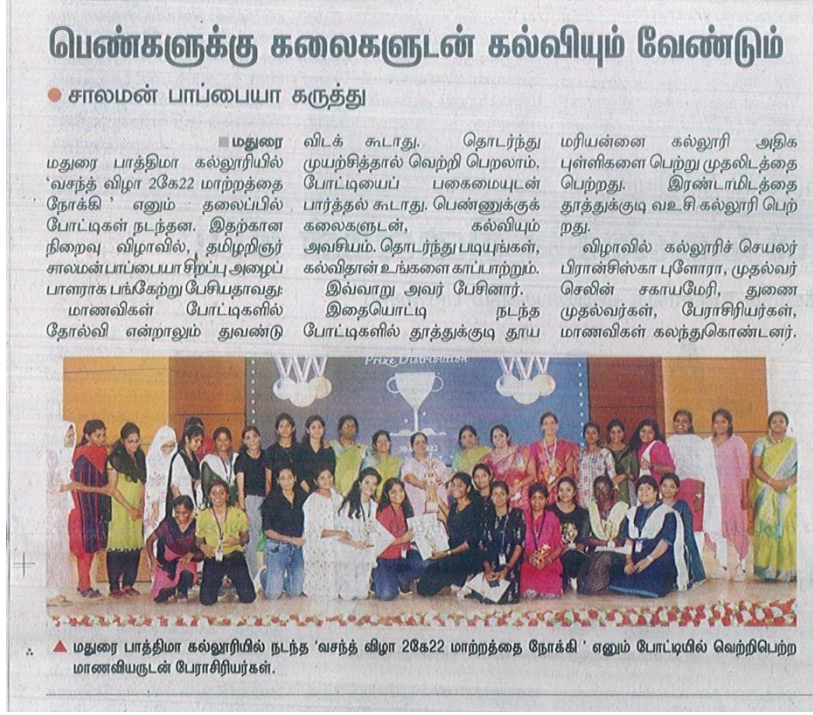 பெண்களுக்கு கலைகளுடன் கல்வியும் வேண்டும்
● சாலமன் பாப்பையா கருத்து
■ மதுரை
மதுரை பாத்திமா கல்லூரியில்
'வசந்த் விழா 2கே22 மாற்றத்தை
நோக்கி ' எனும் தலைப்பில்
போட்டிகள் நடந்தன. இதற்கான
நிறைவு விழாவில், தமிழறிஞர்
சாலமன்பாப்பையா சிறப்பு அழைப்
பாளராக பங்கேற்று பேசியதாவது:
மாணவிகள் போட்டிகளில்
தோல்வி என்றாலும் துவண்டு
விடக் கூடாது. தொடர்ந்து
முயற்சித்தால் வெற்றி பெறலாம்.
போட்டியைப் பகைமையுடன்
பார்த்தல் கூடாது. பெண்ணுக்குக்
கலைகளுடன், கல்வியும்
அவசியம். தொடர்ந்து படியுங்கள்,
கல்விதான் உங்களை காப்பாற்றும்.
இவ்வாறு அவர் பேசினார்.
இதையொட்டி நடந்த
போட்டிகளில் தூத்துக்குடி தூய
மரியன்னை கல்லூரி அதிக
புள்ளிகளை பெற்று முதலிடத்தை
பெற்றது. இரண்டாமிடத்தை
தூத்துக்குடி வஉசி கல்லூரி பெற்
றது.
விழாவில் கல்லூரிச் செயலர்
பிரான்சிஸ்கா புளோரா, முதல்வர்
செலின் சகாயமேரி, துணை
முதல்வர்கள், பேராசிரியர்கள்,
மாணவிகள் கலந்துகொண்டனர்.
Prize Distribution
▲ மதுரை பாத்திமா கல்லூரியில் நடந்த 'வசந்த் விழா 2கே22 மாற்றத்தை நோக்கி ' எனும் போட்டியில் வெற்றிபெற்ற
மாணவியருடன் பேராசிரியர்கள்.